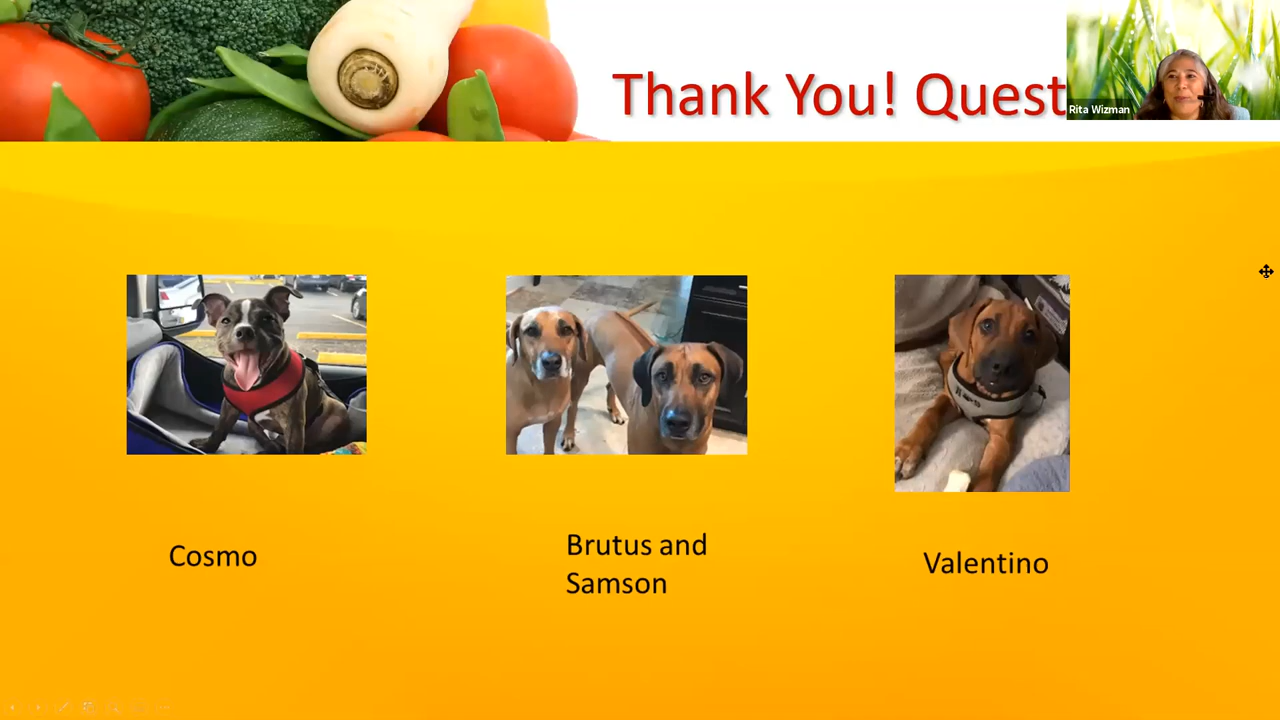 Thank You! Quest
Rita Wizman
Cosmo
Brutus and
Samson
Valentino